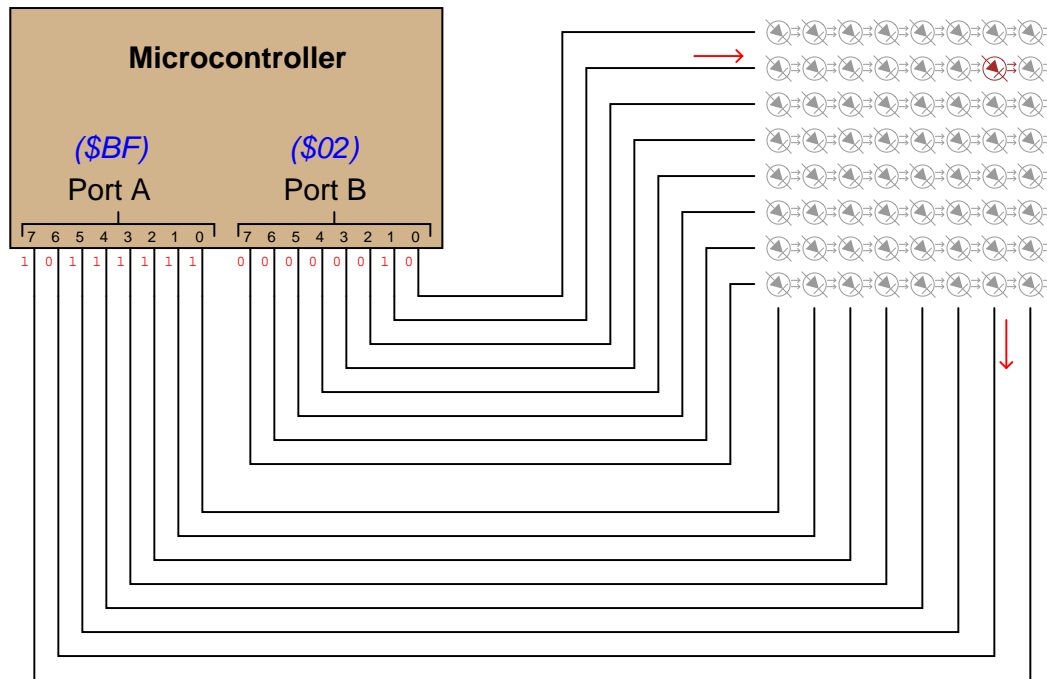 Microcontroller
($BF) ($02)
Port A Port B
7 6 5 4 3 2 1 0 7 6 5 4 3 2 1 0
1 0 1 1 1 1 1 1 0 0 0 0 0 0 1 0